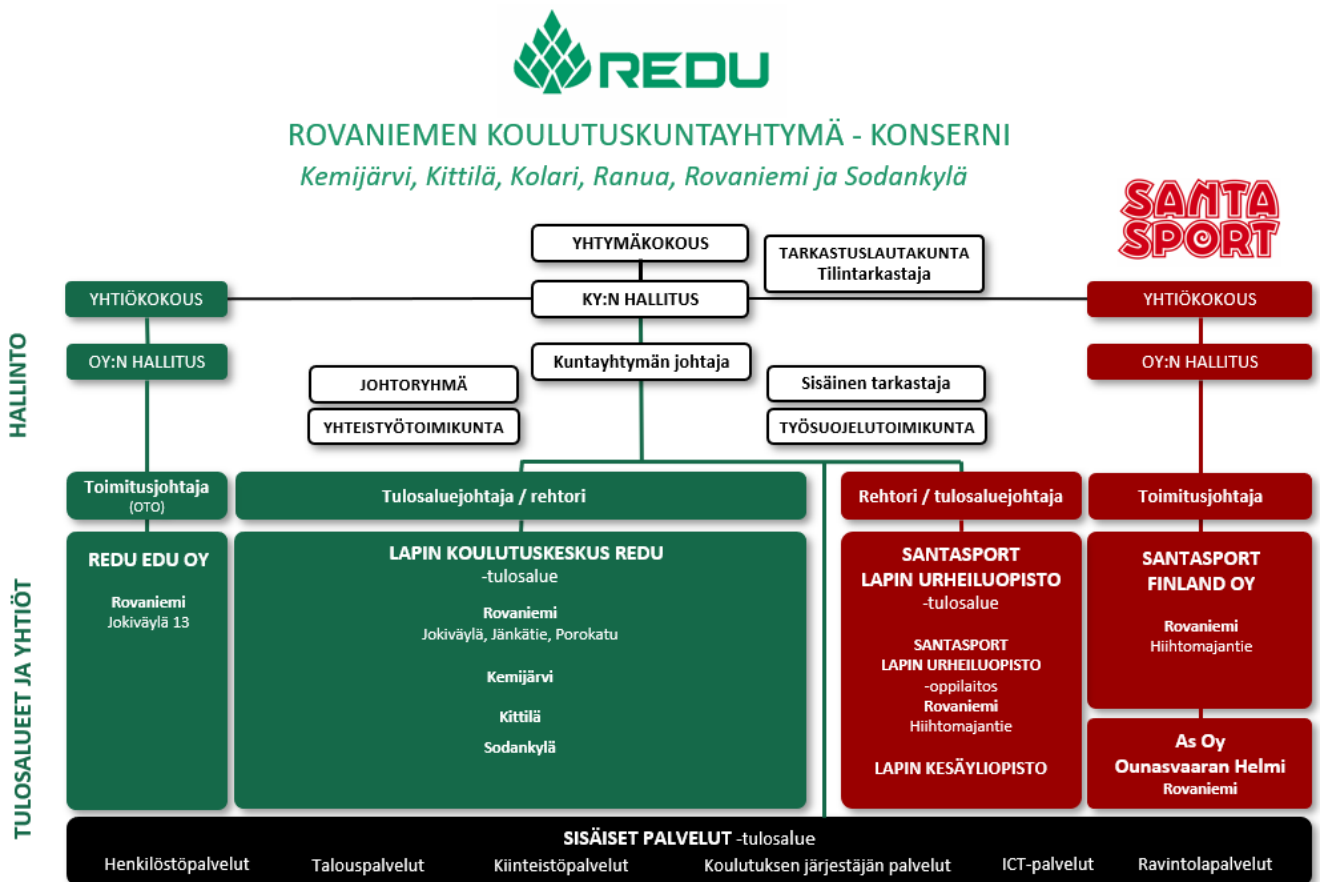 REDU
ROVANIEMEN KOULUTUSKUNTAYHTYMÄ - KONSERNI
Kemijärvi, Kittilä, Kolari, Ranua, Rovaniemi ja Sodankylä
SANTA
SPORT
HALLINTO
YHTYMÄKOKOUS
TARKASTUSLAUTAKUNTA
Tilintarkastaja
YHTIÖKOKOUS
KY:N HALLITUS
YHTIÖKOKOUS
OY:N HALLITUS
Kuntayhtymän johtaja
OY:N HALLITUS
JOHTORYHMÄ
Sisäinen tarkastaja
YHTEISTYÖTOIMIKUNTA
TYÖSUOJELUTOIMIKUNTA
TULOSALUEET JA YHTIÖT
Toimitusjohtaja
(OTO)
Tulosaluejohtaja / rehtori
Rehtori / tulosaluejohtaja
Toimitusjohtaja
REDU EDU OY
Rovaniemi
Jokiväylä 13
LAPIN KOULUTUSKESKUS REDU
-tulosalue
Rovaniemi
Jokiväylä, Jänkätie, Porokatu
Kemijärvi
Kittilä
Sodankylä
SANTASPORT
LAPIN URHEILUOPISTO
-tulosalue
SANTASPORT
LAPIN URHEILUOPISTO
-oppilaitos
Rovaniemi
Hiihtomajantie
LAPIN KESÄYLIOPISTO
SANTASPORT
FINLAND OY
Rovaniemi
Hiihtomajantie
As Oy
Ounasvaaran Helmi
Rovaniemi
SISÄISET PALVELUT -tulosalue
Henkilöstöpalvelut Talouspalvelut Kiinteistöpalvelut Koulutuksen järjestäjän palvelut ICT-palvelut Ravintolapalvelut